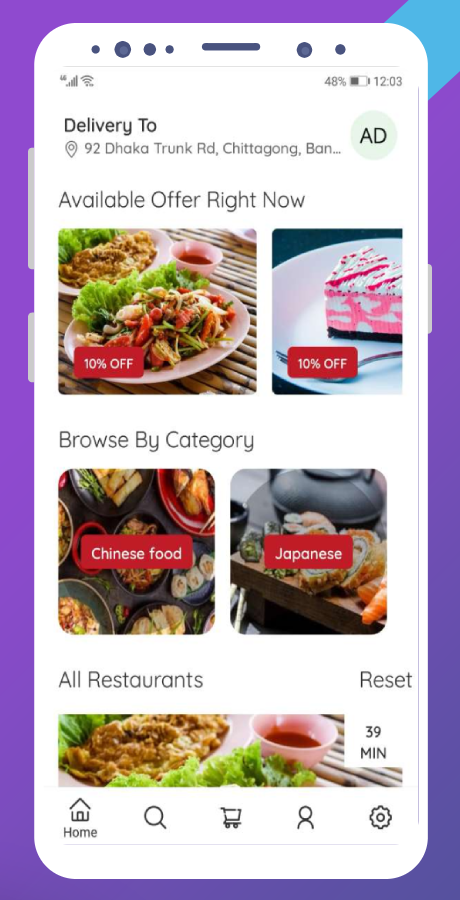 48% 12:03
Delivery To
AD
92 Dhaka Trunk Rd, Chittagong, Ban...
Available Offer Right Now
10% OFF
10% OFF
Browse By Category
Chinese food
Japanese
All Restaurants
Reset
39
MIN
Home